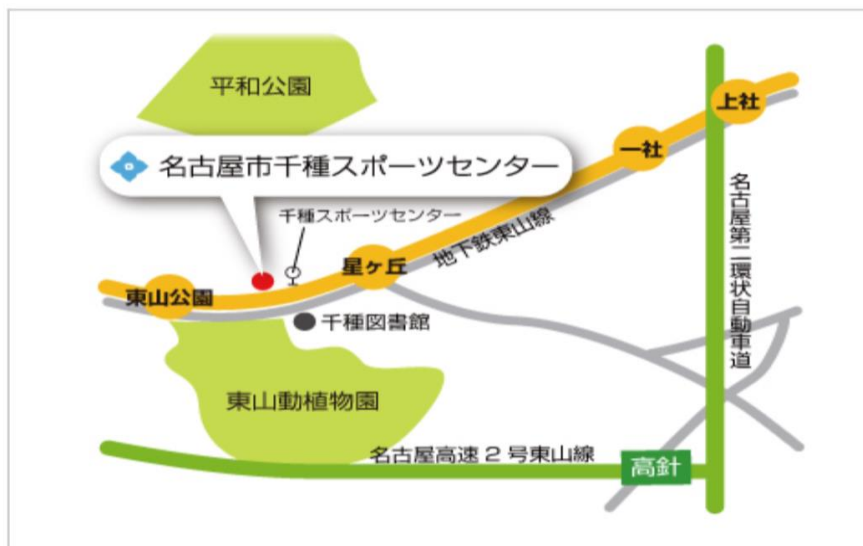 平和公園
上社
一社
名古屋市千種スポーツセンター
千種スポーツセンター
地下鉄東山線
名古屋第二環状自動車道
星ヶ丘
東山公園
千種図書館
東山動植物園
名古屋高速2号東山線
高針